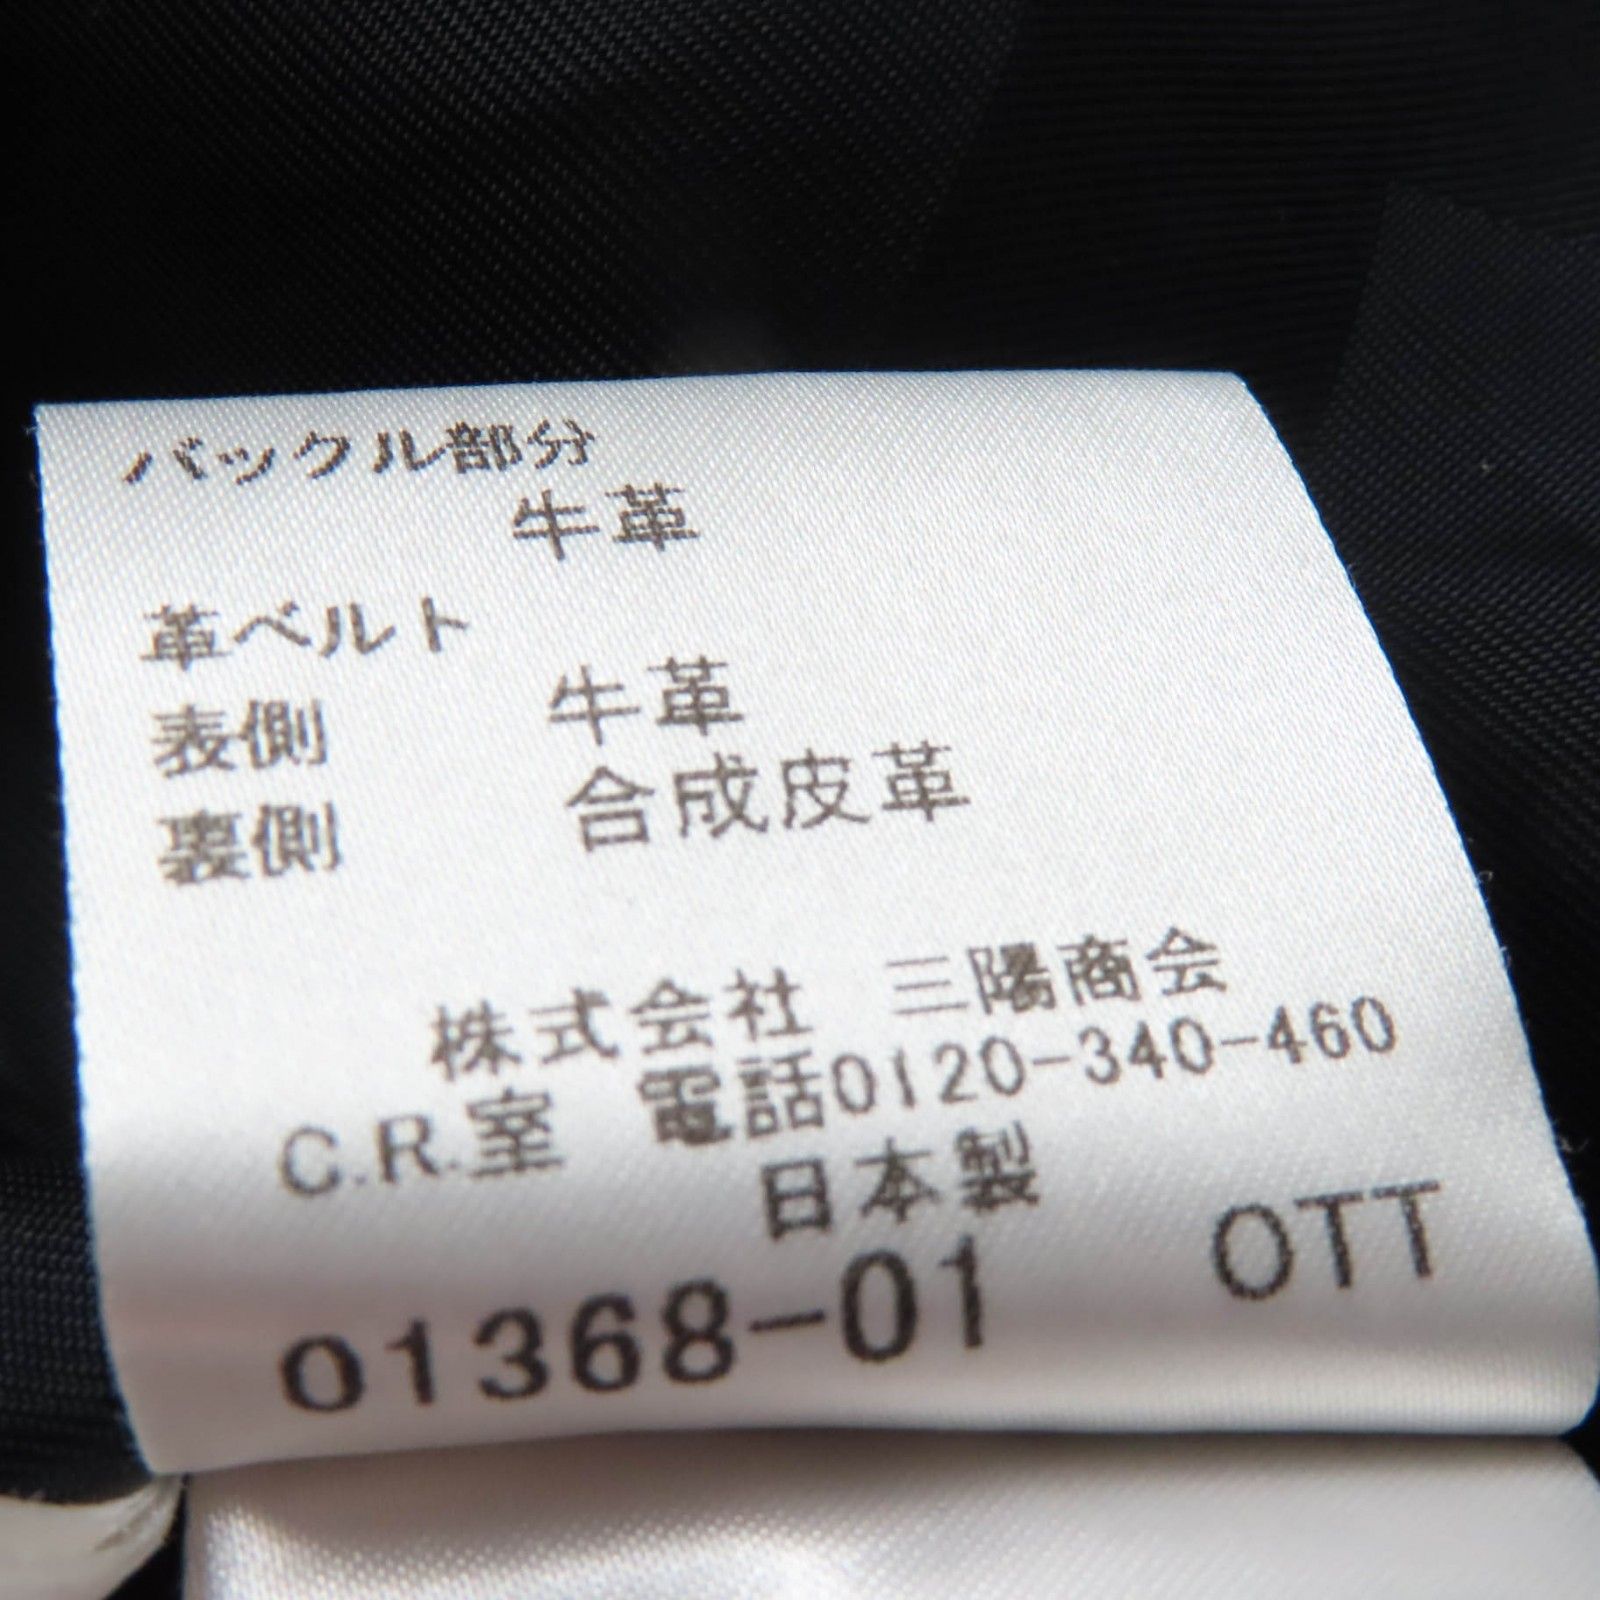 バックル部分
牛革
革ベルト
表側 牛革
裏側 合成皮革
株式会社 三陽商会
C.R.室 電話0120-340-460
日本製
01368-01 OTT